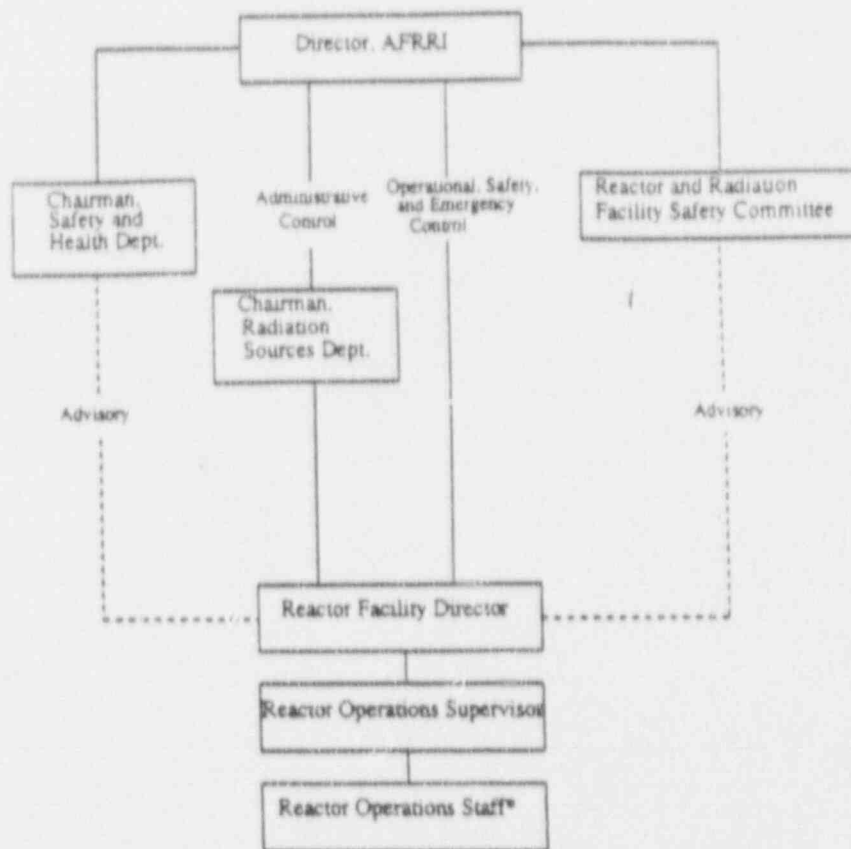 Director, AFRRI
Chairman,
Safety and
Health Dept.
Administrative
Control
Operational, Safety,
and Emergency
Control
Reactor and Radiation
Facility Safety Committee
Chairman,
Radiation
Sources Dept.
Advisory
Advisory
Reactor Facility Director
Reactor Operations Supervisor
Reactor Operations Staff*